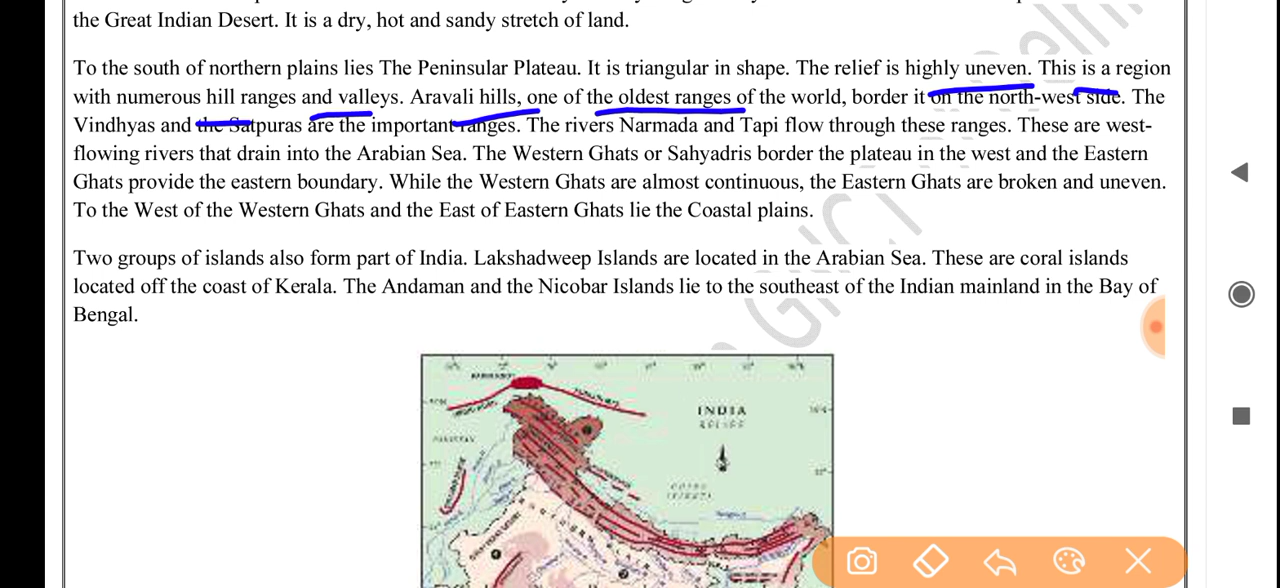 the Great Indian Desert. It is a dry, hot and sandy stretch of land.
To the south of northern plains lies The Peninsular Plateau. It is triangular in shape. The relief is highly uneven. This is a region
with numerous hill ranges and valleys. Aravali hills, one of the oldest ranges of the world, border it on the north-west side. The
Vindhyas and the Satpuras are the important ranges. The rivers Narmada and Tapi flow through these ranges. These are west-
flowing rivers that drain into the Arabian Sea. The Western Ghats or Sahyadris border the plateau in the west and the Eastern
Ghats provide the eastern boundary. While the Western Ghats are almost continuous, the Eastern Ghats are broken and uneven.
To the West of the Western Ghats and the East of Eastern Ghats lie the Coastal plains.
Two groups of islands also form part of India. Lakshadweep Islands are located in the Arabian Sea. These are coral islands
located off the coast of Kerala. The Andaman and the Nicobar Islands lie to the southeast of the Indian mainland in the Bay of
Bengal.
INDIA
RELIEF